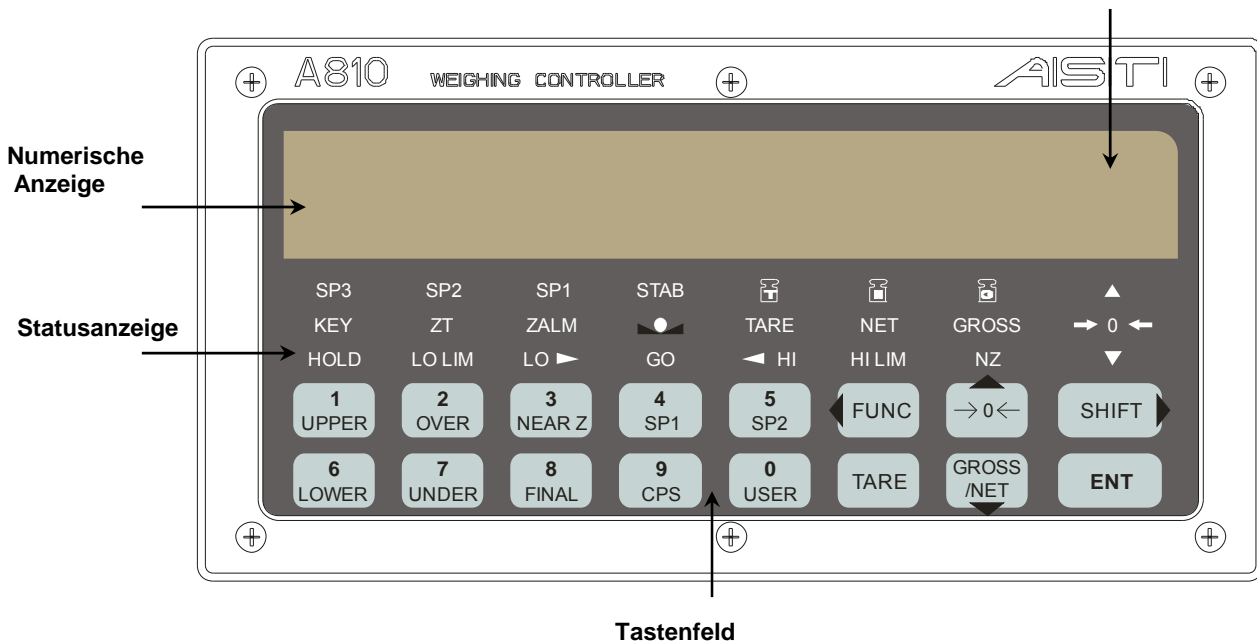 A810 WEIGHING CONTROLLER AISTI
Numerische
Anzeige
SP3 SP2 SP1 STAB T
Statusanzeige
KEY ZT ZALM TARE NET GROSS → 0 ←
HOLD LO LIM LO ► GO ◄ HI HI LIM NZ
1 2 3 4 5
UPPER OVER NEAR Z SP1 SP2 FUNC →0← SHIFT
6 7 8 9 0
LOWER UNDER FINAL CPS USER TARE GROSS
/NET ENT
Tastenfeld